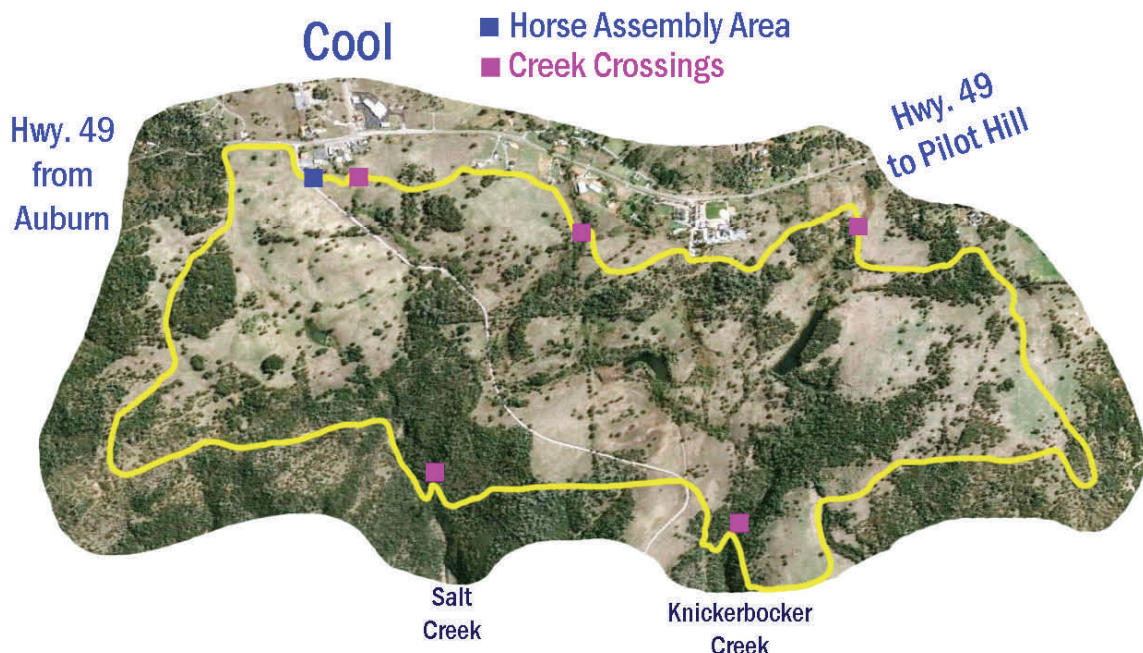 Cool
Horse Assembly Area
Creek Crossings
Hwy. 49
from
Auburn
Hwy. 49
to Pilot Hill
Salt
Creek
Knickerbocker
Creek